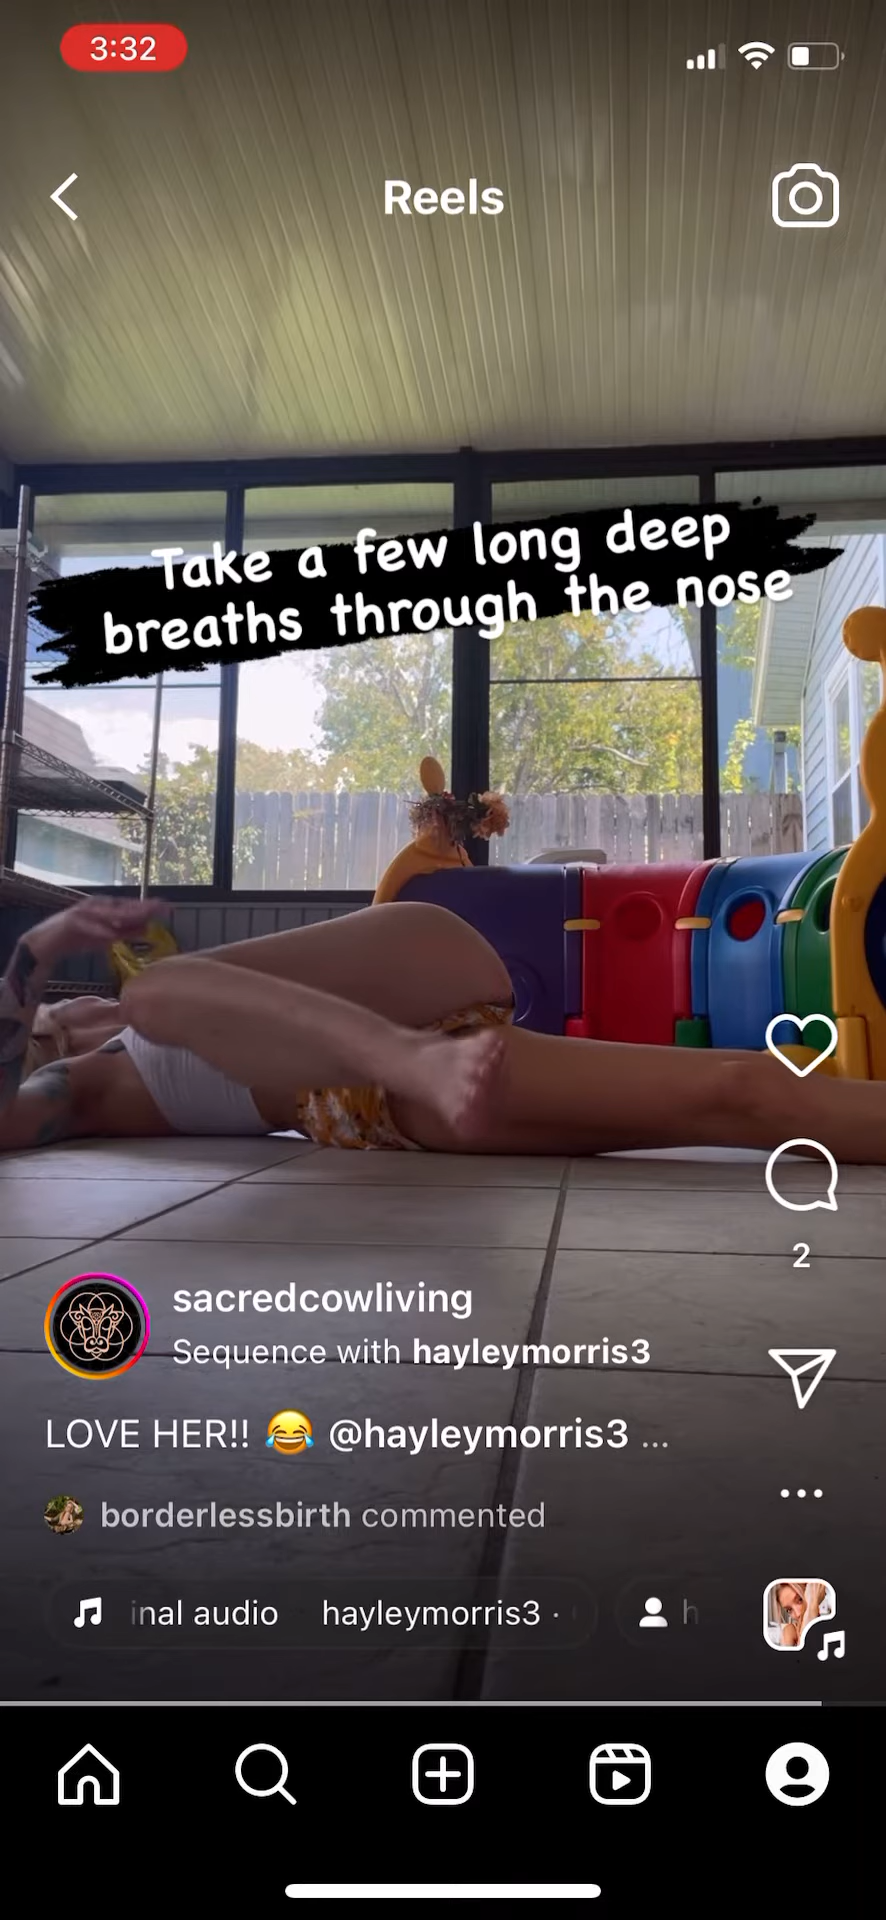 3:32
Reels
Take a few long deep
breaths through the nose
2
sacredcowliving
Sequence with hayleymorris3
LOVE HER!! 😂 @hayleymorris3 ...
borderlessbirth commented
inal audio hayleymorris3 · h